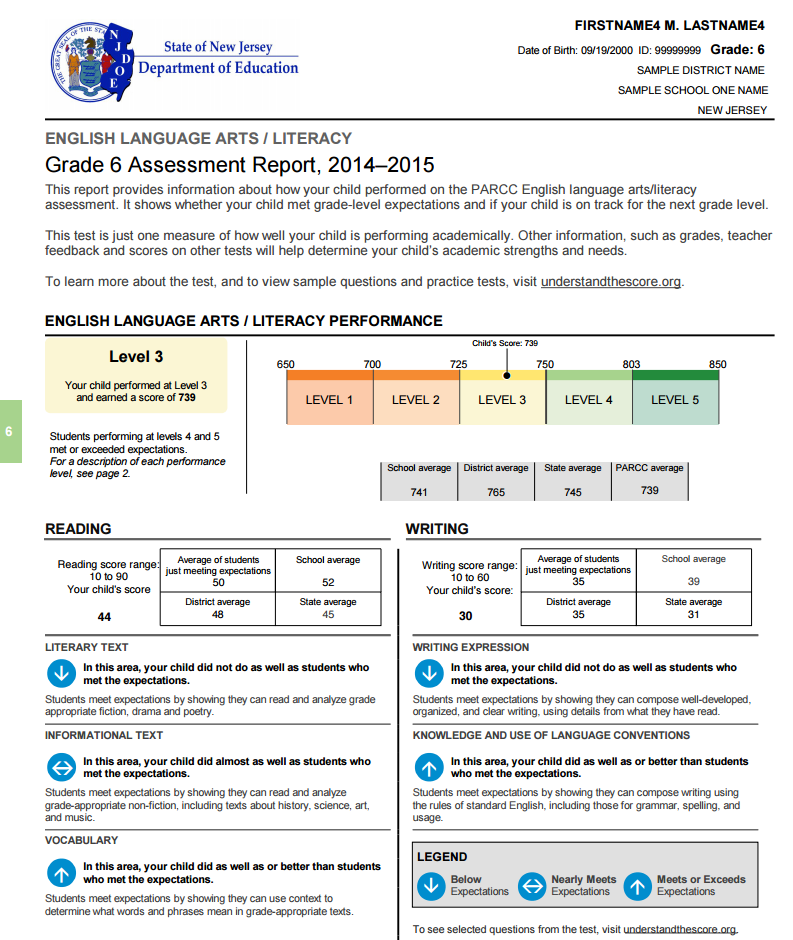 THE GREAT SEAL OF THE STATE
NJDOE
State of New Jersey
Department of Education
FIRSTNAME4 M. LASTNAME4
Date of Birth: 09/19/2000 ID: 99999999 Grade: 6
SAMPLE DISTRICT NAME
SAMPLE SCHOOL ONE NAME
NEW JERSEY
ENGLISH LANGUAGE ARTS / LITERACY
Grade 6 Assessment Report, 2014–2015
This report provides information about how your child performed on the PARCC English language arts/literacy
assessment. It shows whether your child met grade-level expectations and if your child is on track for the next grade level.
This test is just one measure of how well your child is performing academically. Other information, such as grades, teacher
feedback and scores on other tests will help determine your child's academic strengths and needs.
To learn more about the test, and to view sample questions and practice tests, visit understandthescore.org.
ENGLISH LANGUAGE ARTS / LITERACY PERFORMANCE
Level 3
Your child performed at Level 3
and earned a score of 739
Students performing at levels 4 and 5
met or exceeded expectations.
For a description of each performance
level, see page 2.
6
Child's Score: 739
650 700 725 750 803 850
LEVEL 1 LEVEL 2 LEVEL 3 LEVEL 4 LEVEL 5
School average District average State average PARCC average
741 765 745 739
READING
Reading score range:
10 to 90
Your child's score
44
Average of students
just meeting expectations
50
School average
52
District average
48
State average
45
LITERARY TEXT
In this area, your child did not do as well as students who
met the expectations.
Students meet expectations by showing they can read and analyze grade
appropriate fiction, drama and poetry.
INFORMATIONAL TEXT
In this area, your child did almost as well as students who
met the expectations.
Students meet expectations by showing they can read and analyze
grade-appropriate non-fiction, including texts about history, science, art,
and music.
VOCABULARY
In this area, your child did as well as or better than students
who met the expectations.
Students meet expectations by showing they can use context to
determine what words and phrases mean in grade-appropriate texts.
WRITING
Writing score range:
10 to 60
Your child's score:
30
Average of students
just meeting expectations
35
School average
39
District average
35
State average
31
WRITING EXPRESSION
In this area, your child did not do as well as students who
met the expectations.
Students meet expectations by showing they can compose well-developed,
organized, and clear writing, using details from what they have read.
KNOWLEDGE AND USE OF LANGUAGE CONVENTIONS
In this area, your child did as well as or better than students
who met the expectations.
Students meet expectations by showing they can compose writing using
the rules of standard English, including those for grammar, spelling, and
usage.
LEGEND
Below
Expectations
Nearly Meets
Expectations
Meets or Exceeds
Expectations
To see selected questions from the test, visit understandthescore.org.